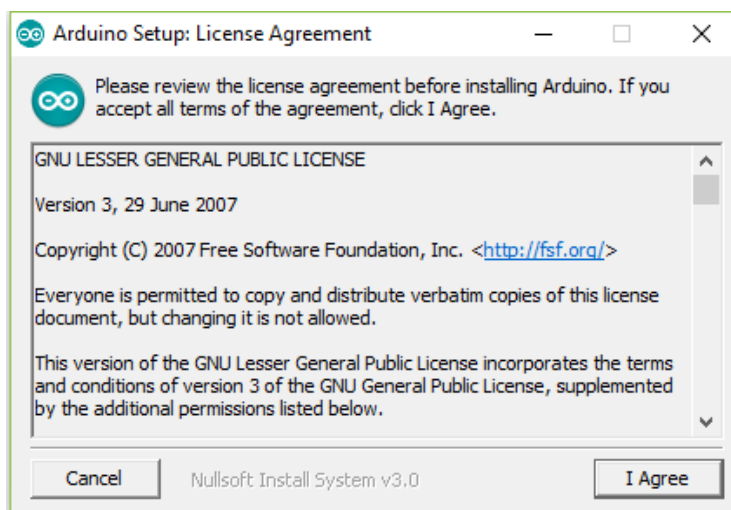 Arduino Setup: License Agreement
Please review the license agreement before installing Arduino. If you
accept all terms of the agreement, click I Agree.
GNU LESSER GENERAL PUBLIC LICENSE
Version 3, 29 June 2007
Copyright (C) 2007 Free Software Foundation, Inc. <http://fsf.org/>
Everyone is permitted to copy and distribute verbatim copies of this license
document, but changing it is not allowed.
This version of the GNU Lesser General Public License incorporates the terms
and conditions of version 3 of the GNU General Public License, supplemented
by the additional permissions listed below.
Cancel
Nullsoft Install System v3.0
I Agree